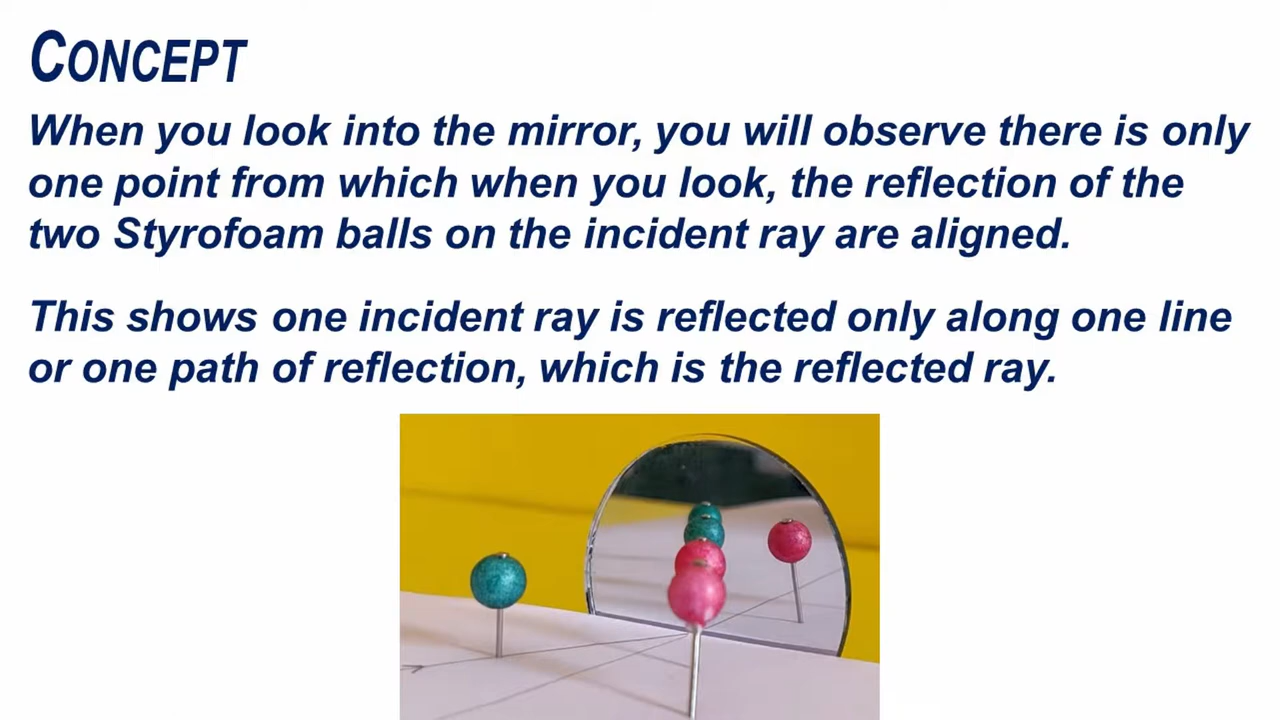 CONCEPT
When you look into the mirror, you will observe there is only
one point from which when you look, the reflection of the
two Styrofoam balls on the incident ray are aligned.
This shows one incident ray is reflected only along one line
or one path of reflection, which is the reflected ray.